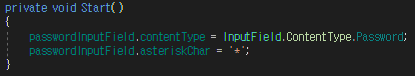 private void Start()
{
passwordInputField.contentType = InputField.ContentType.Password;
passwordInputField.asteriskChar = '*';
}